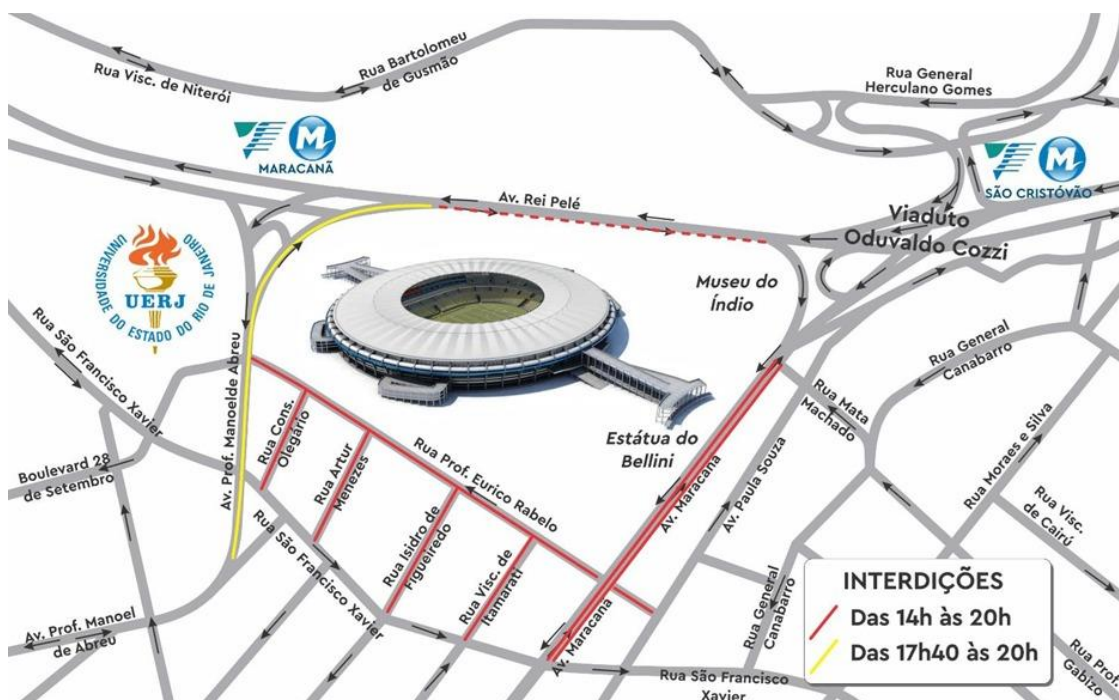 Rua Visc. de Niterói
Rua Bartolomeu
de Gusmão
Rua General
Herculano Gomes
M
MARACANÃ
M
SÃO CRISTÓVÃO
Av. Rei Pelé
Viaduto
Oduvaldo Cozzi
UNIVERSIDADE DO ESTADO DO RIO DE JANEIRO
UERJ
Museu do
Índio
Rua São Francisco Xavier
Av. Prof. Manoelde Abreu
Rua General
Canabarro
Rua Mata
Machado
Estátua do
Bellini
Rua Cons.
Olegário
Rua Artur
Menezes
Rua Prof. Eurico Rabelo
Av. Maracana
Av. Paula Souza
Rua Moraes e Silva
Boulevard 28
de Setembro
Rua Isidro de
Figueiredo
Rua Visc. de
Itamarati
Rua São Francisco Xavier
Rua Visc.
de Cairú
Rua General
Canabarro
Av. Prof. Manoel
de Abreu
Av. Maracana
Rua São Francisco
Xavier
Rua Prof.
Gabizo
INTERDIÇÕES
Das 14h às 20h
Das 17h40 às 20h